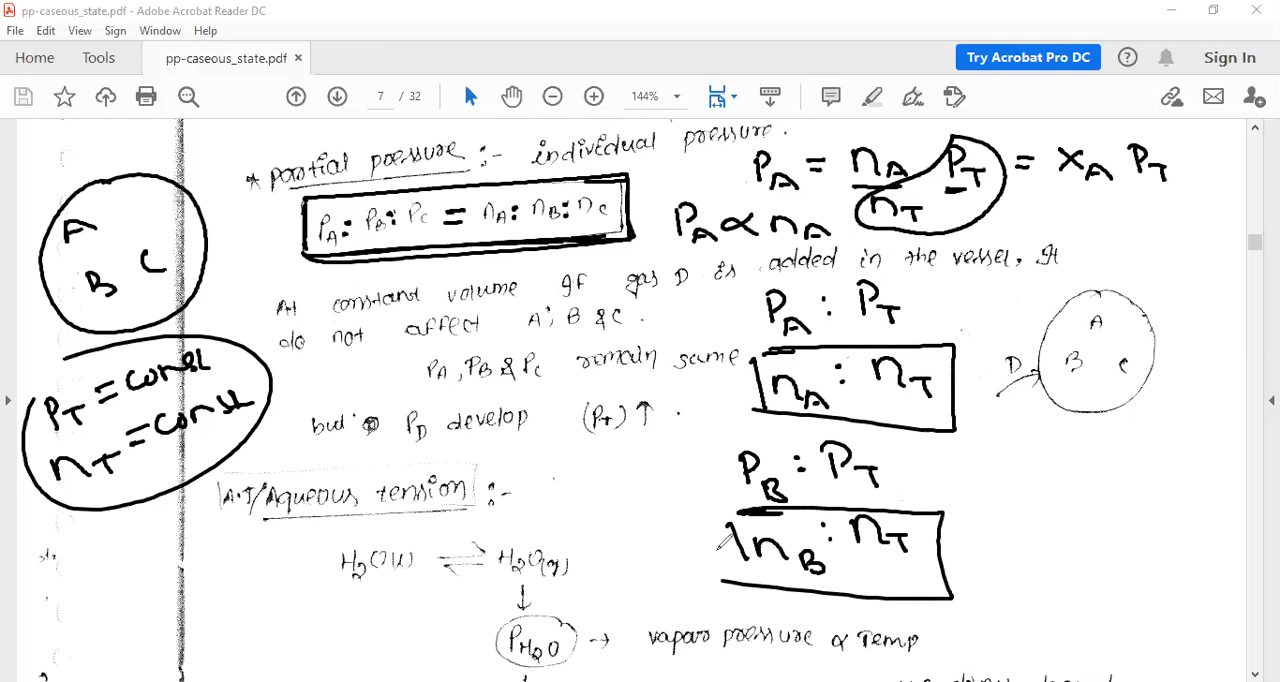 pp-caseous_state.pdf - Adobe Acrobat Reader DC
File Edit View Sign Window Help
Home Tools pp-caseous_state.pdf × Try Acrobat Pro DC ? Sign In
7 / 32 144%
* partial pressure :- individual pressure.
PA : PB : PC = nA : nB : nC
PA = nA/nT PT = XA PT
PA ∝ nA
A
B C
At constant volume If gas D is added in the vessel, It
do not affect A, B & C.
PA : PT
PA, PB & PC remain same
nA : nT
A
D B C
PT = const
nT = const
but PD develop (PT) ↑ .
PB : PT
A.T/Aqueous tension :-
nB : nT
H2O(l) ⇌ H2O(g)
↓
PH2O → vapour pressure ∝ Temp